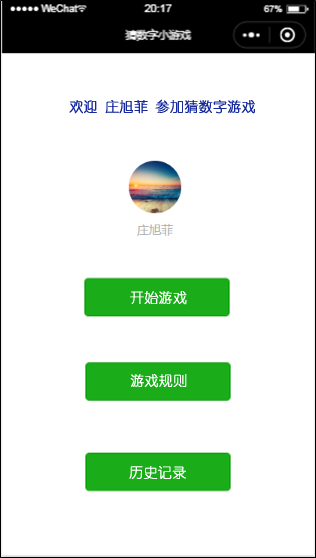 ●●●●● WeChat 20:17 67%
猜数字小游戏
欢迎 庄旭菲 参加猜数字游戏
庄旭菲
开始游戏
游戏规则
历史记录